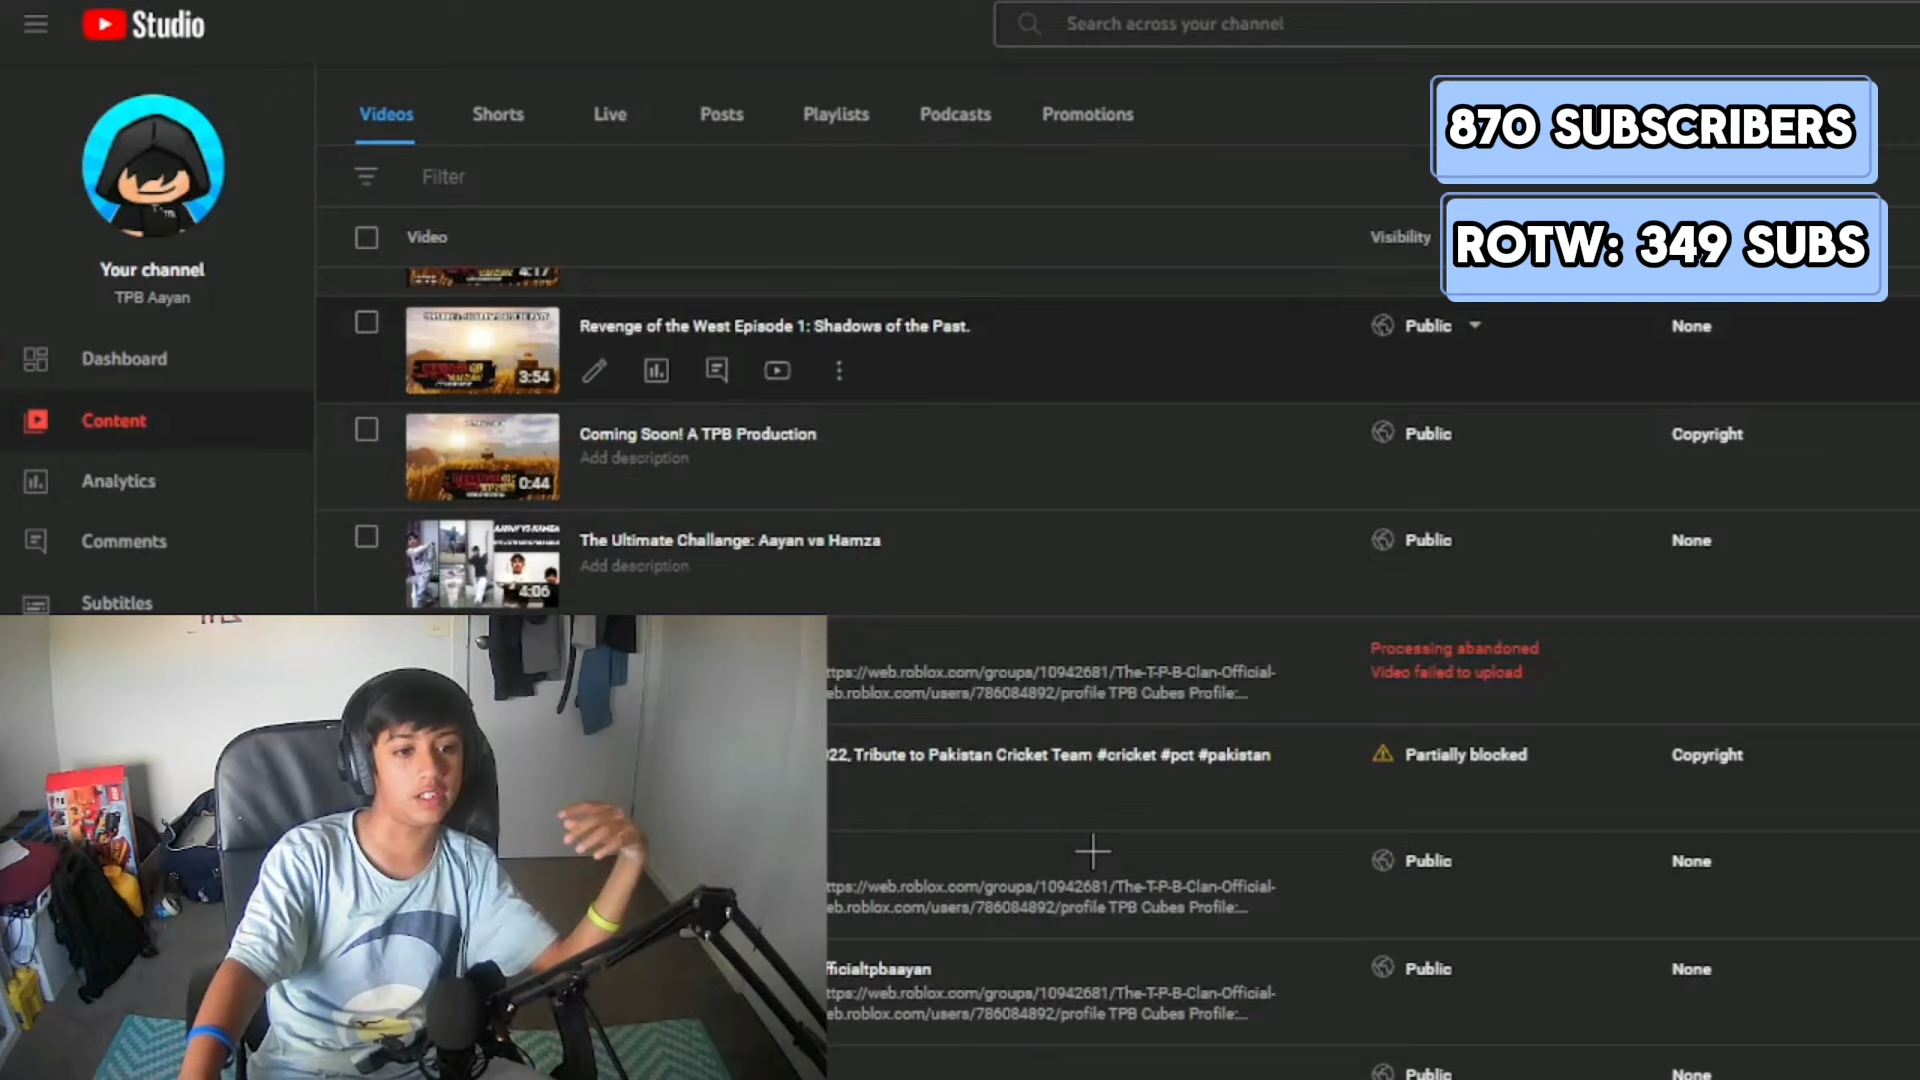 Studio
Search across your channel
Videos Shorts Live Posts Playlists Podcasts Promotions
870 SUBSCRIBERS
Filter
Video Visibility
ROTW: 349 SUBS
Your channel
TPB Aayan
4:17
Revenge of the West Episode 1: Shadows of the Past. Public None
3:54
Dashboard
Content
Coming Soon! A TPB Production Public Copyright
Add description
0:44
Analytics
Comments
The Ultimate Challange: Aayan vs Hamza Public None
Add description
4:06
Subtitles
Processing abandoned
Video failed to upload
ttps://web.roblox.com/groups/10942681/The-T-P-B-Clan-Official-
eb.roblox.com/users/786084892/profile TPB Cubes Profile:...
22, Tribute to Pakistan Cricket Team #cricket #pct #pakistan Partially blocked Copyright
Public None
ttps://web.roblox.com/groups/10942681/The-T-P-B-Clan-Official-
eb.roblox.com/users/786084892/profile TPB Cubes Profile:...
fficialtpbaayan Public None
ttps://web.roblox.com/groups/10942681/The-T-P-B-Clan-Official-
eb.roblox.com/users/786084892/profile TPB Cubes Profile:...
Public None